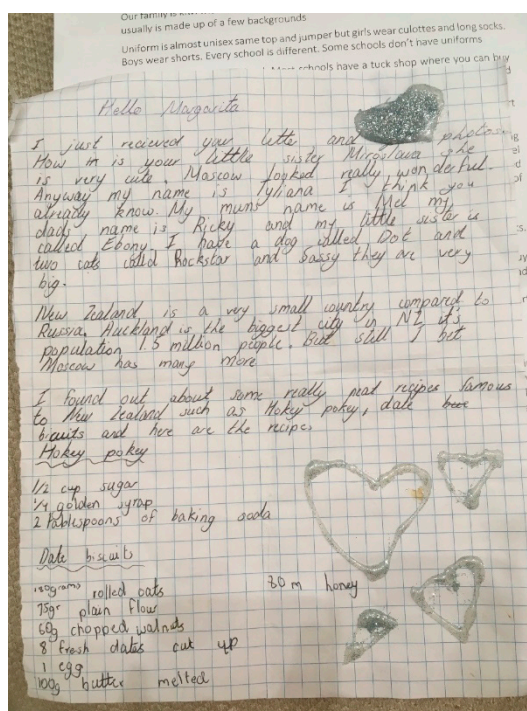 Our family is
usually is made up of a few backgrounds
Uniform is almost unisex same top and jumper but girls wear culottes and long socks.
Boys wear shorts. Every school is different. Some schools don't have uniforms
schools have a tuck shop where you can buy
Hello Margarita
I just recieved your lette and photos.
How in is your little sister Miroslava she
is very cute. Moscow looked really wonderful.
Anyway my name is Tyliana I think you
already know. My mums name is Mel my
dads name is Ricky and my little sister is
called Ebony. I have a dog called Dot and
two cats called Rockstar and Sassy they are very
big.
New Zealand is a very small country compared to
Russia. Auckland is the biggest city in NZ it's
population 1.5 million people. But still I bet
Moscow has many more
I found out about some really neat recipes famous
to New Zealand such as Hokey pokey, date
biscuits and here are the recipes
Hokey pokey
1/2 cup sugar
1/4 golden syrap
2 tablespoons of baking soda
Date biscuits
rolled oats
80 m honey
75gr plain flour
60g chopped walnuts
8 fresh dates cut up
1 egg
100g butter melted